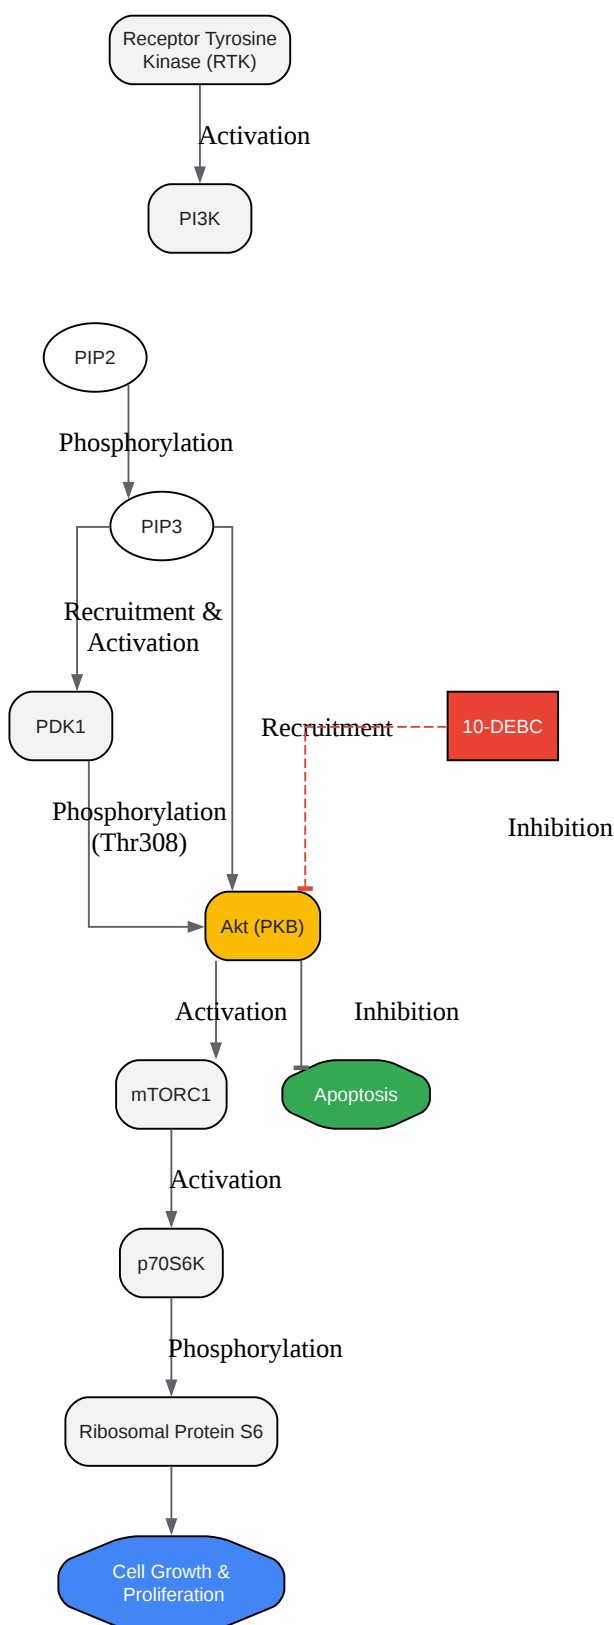 Receptor Tyrosine
Kinase (RTK)
Activation
PI3K
PIP2
Phosphorylation
PIP3
Recruitment &
Activation
PDK1
Recruitment
10-DEBC
Phosphorylation
(Thr308)
Inhibition
Akt (PKB)
Activation
Inhibition
mTORC1
Apoptosis
Activation
p70S6K
Phosphorylation
Ribosomal Protein S6
Cell Growth &
Proliferation